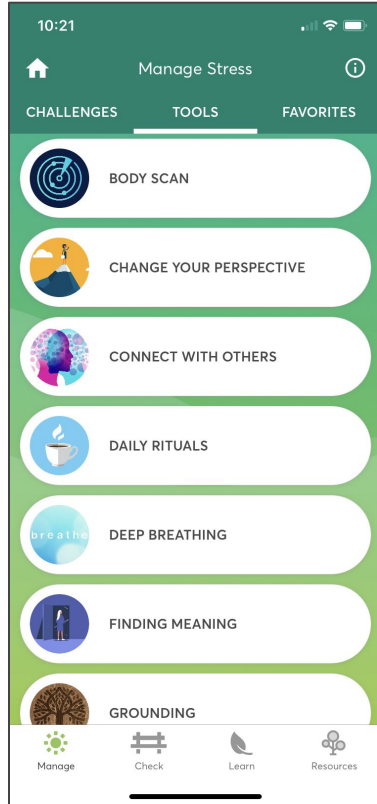 10:21
Manage Stress
CHALLENGES TOOLS FAVORITES
BODY SCAN
CHANGE YOUR PERSPECTIVE
CONNECT WITH OTHERS
DAILY RITUALS
breathe
DEEP BREATHING
FINDING MEANING
GROUNDING
Manage Check Learn Resources